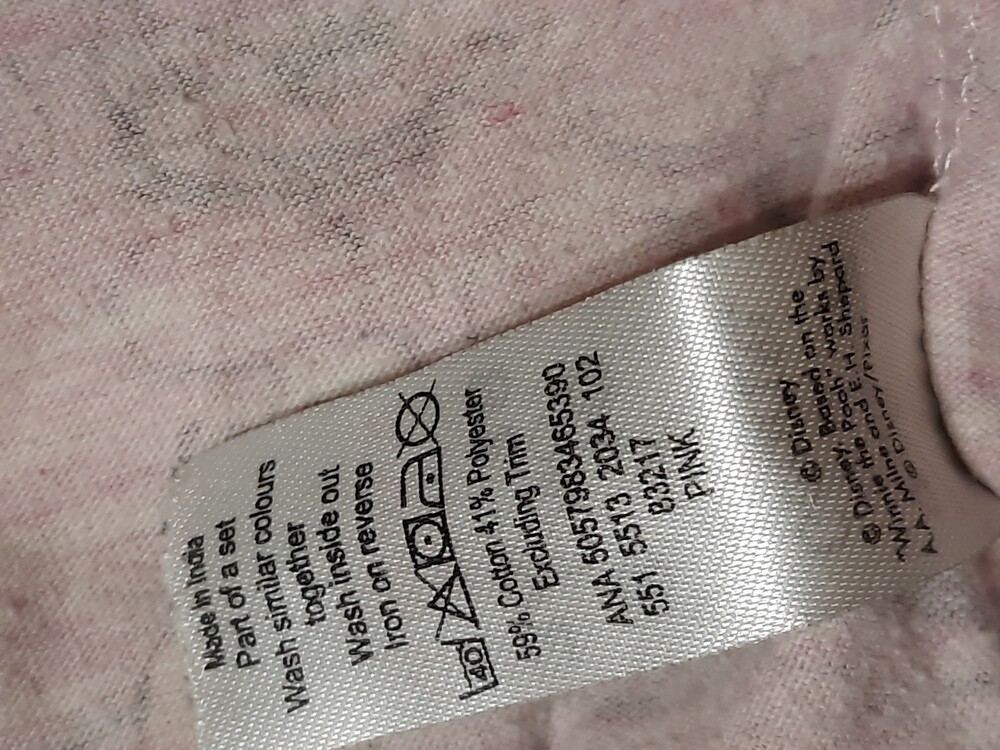 Made in India
Part of a set
Wash similar colours
together
Wash inside out
Iron on reverse
40
59% Cotton 41% Polyester
Excluding Trim
ANA 5057983465390
551 5513 2034 102
83217
PINK
© Disney
© Disney, Based on the
"Winnie the Pooh" works by
A.A. Milne and E.H. Shepard
© Disney/Pixar